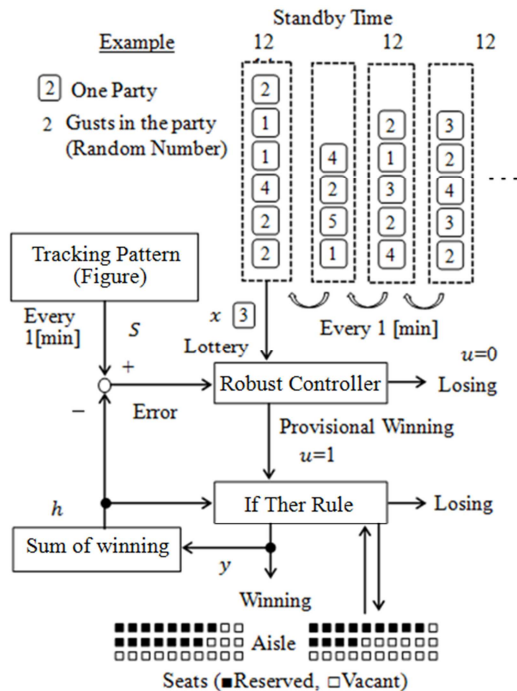 Standby Time
Example
12 12 12
2 One Party
2 Gusts in the party
(Random Number)
2
1
1
4
2
2
4
2
5
1
2
1
3
2
4
3
2
4
3
2
Tracking Pattern
(Figure)
Every
1[min]
S
x 3
Lottery
Every 1 [min]
u=0
+
Robust Controller
Losing
−
Error
Provisional Winning
u=1
h
If Ther Rule
Losing
Sum of winning
y
Winning
Aisle
Seats (■Reserved, □Vacant)